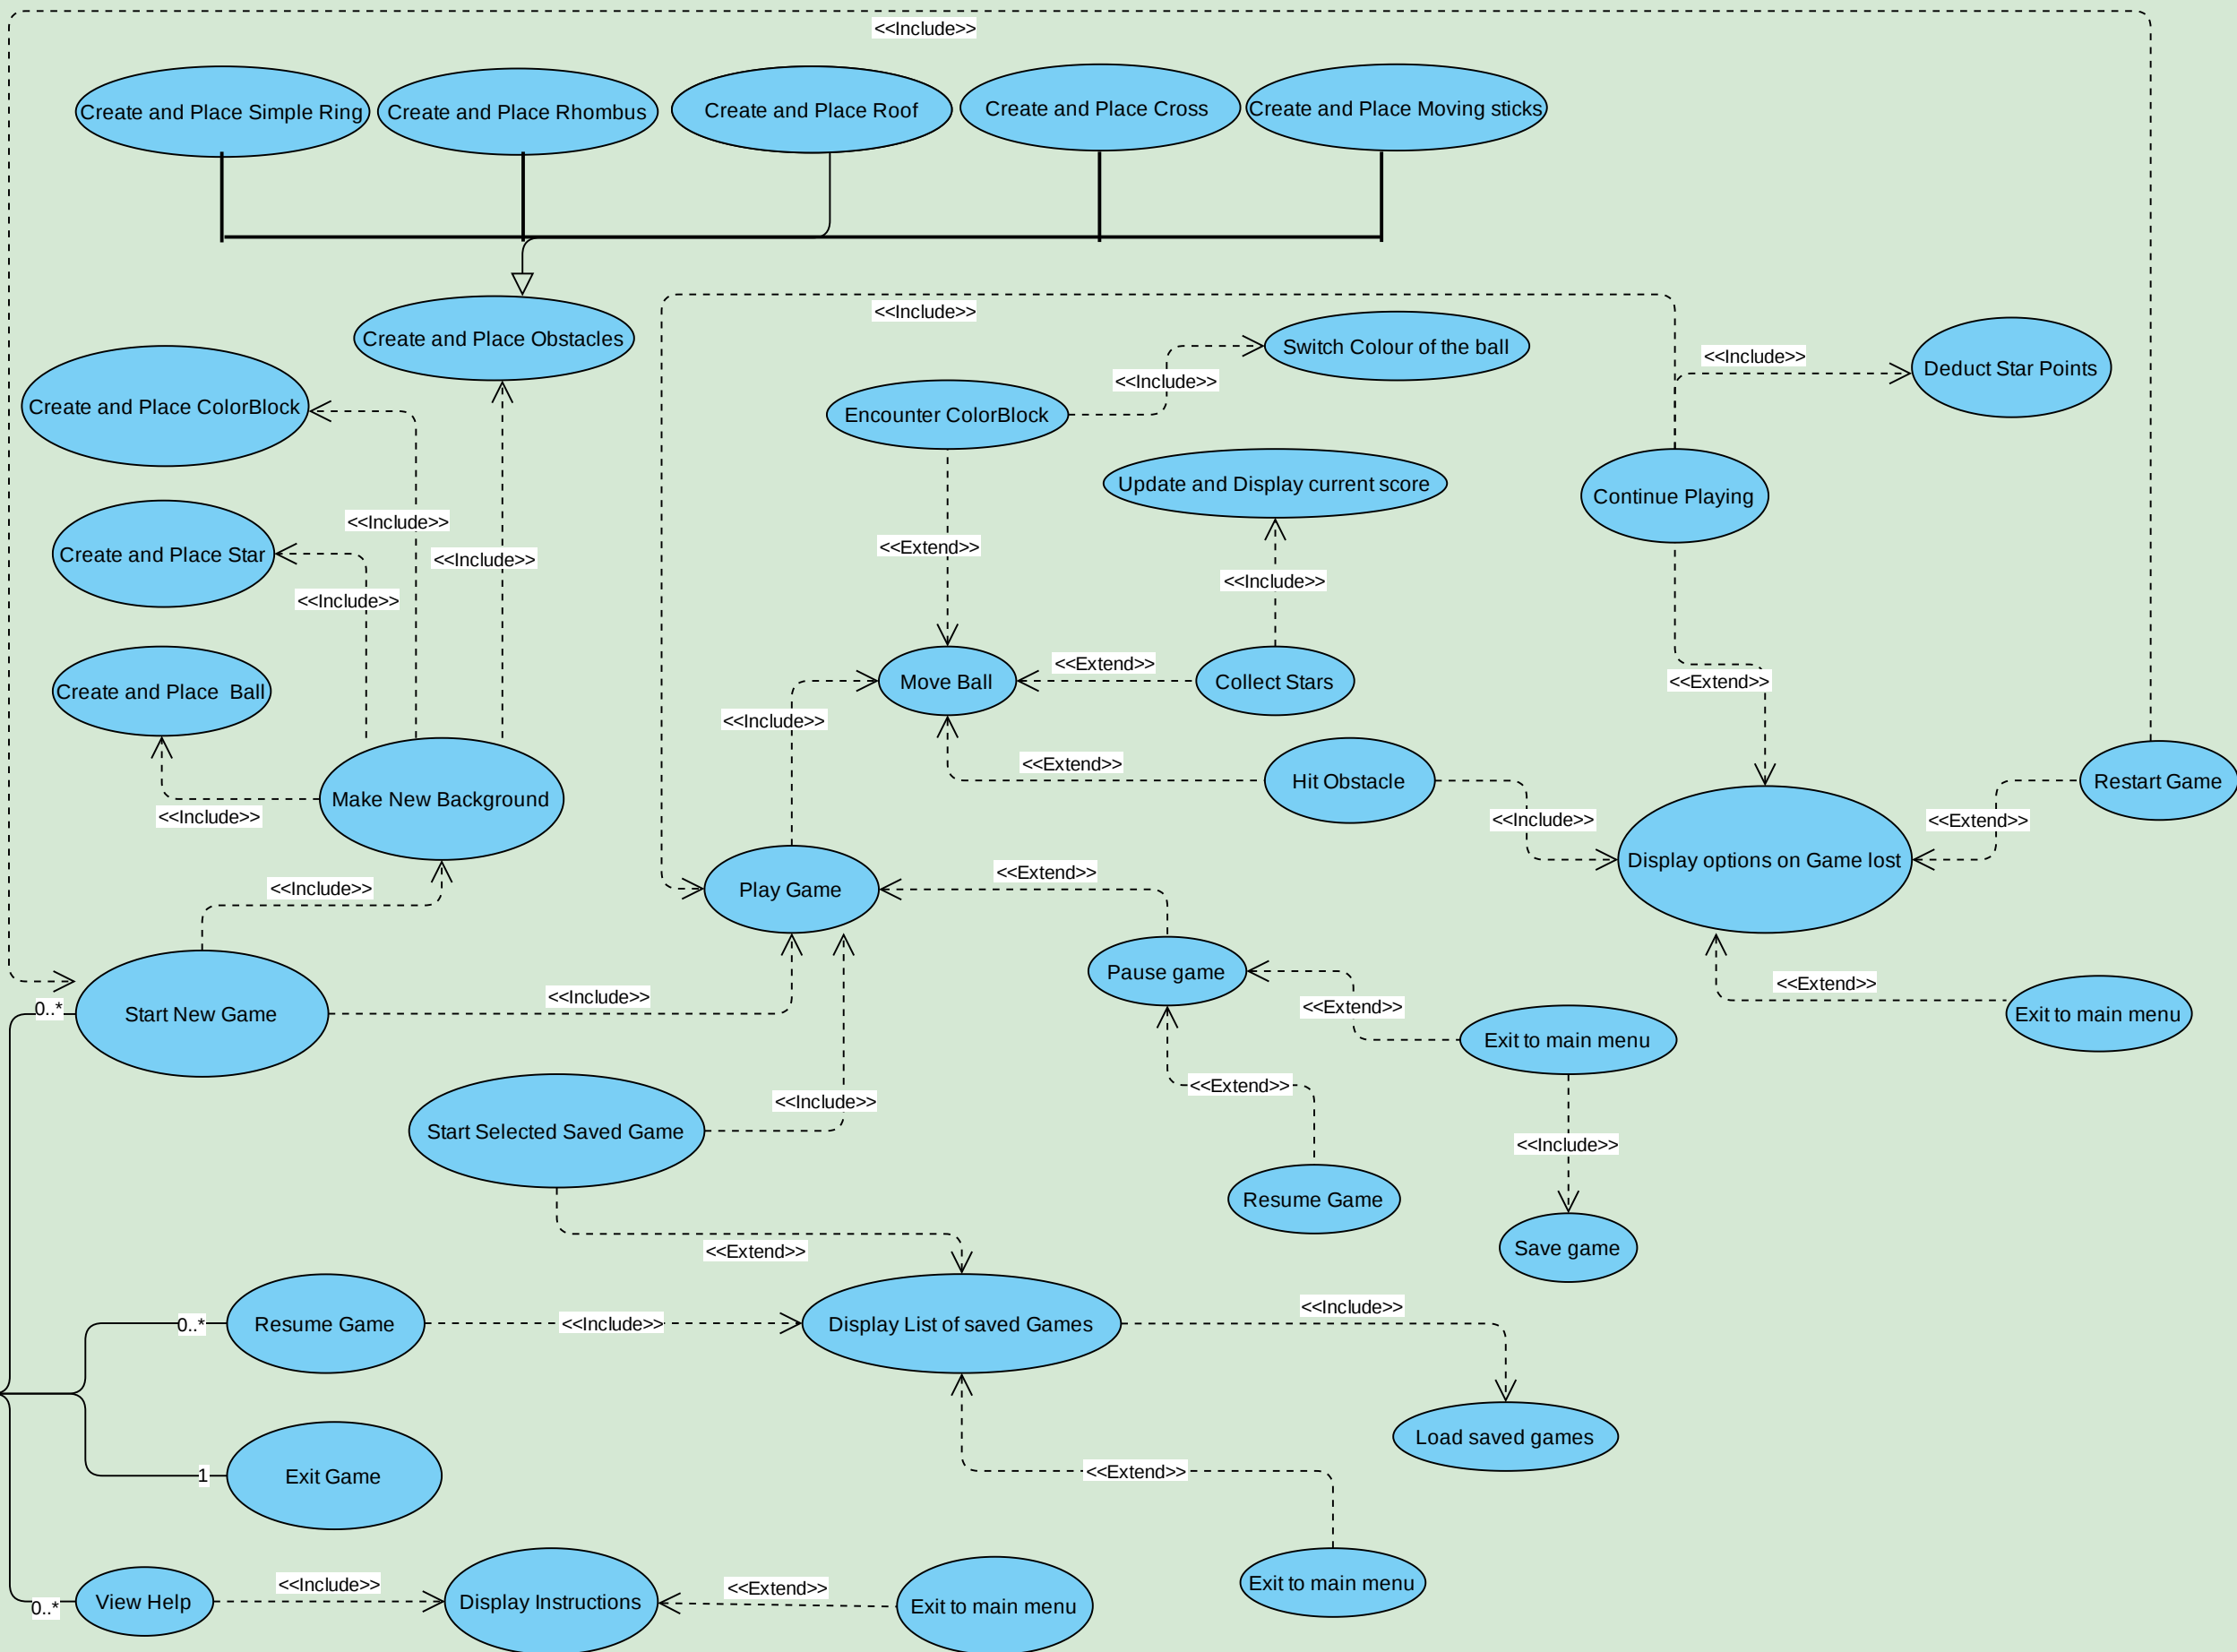 <<Include>>
Create and Place Simple Ring
Create and Place Rhombus
Create and Place Roof
Create and Place Cross
Create and Place Moving sticks
<<Include>>
Create and Place Obstacles
Switch Colour of the ball
<<Include>>
Deduct Star Points
<<Include>>
Create and Place ColorBlock
Encounter ColorBlock
Update and Display current score
Continue Playing
<<Include>>
<<Include>>
<<Extend>>
Create and Place Star
<<Include>>
<<Include>>
<<Extend>>
<<Extend>>
Create and Place  Ball
Move Ball
Collect Stars
<<Include>>
<<Extend>>
Hit Obstacle
Restart Game
Make New Background
<<Include>>
<<Include>>
<<Extend>>
Display options on Game lost
<<Include>>
<<Extend>>
Play Game
Pause game
<<Extend>>
<<Include>>
<<Extend>>
0..*
Start New Game
Exit to main menu
Exit to main menu
<<Extend>>
<<Include>>
Start Selected Saved Game
<<Include>>
Resume Game
<<Extend>>
Save game
<<Include>>
0..*
Resume Game
<<Include>>
Display List of saved Games
Load saved games
1
Exit Game
<<Extend>>
<<Include>>
<<Extend>>
Exit to main menu
0..*
View Help
Display Instructions
Exit to main menu